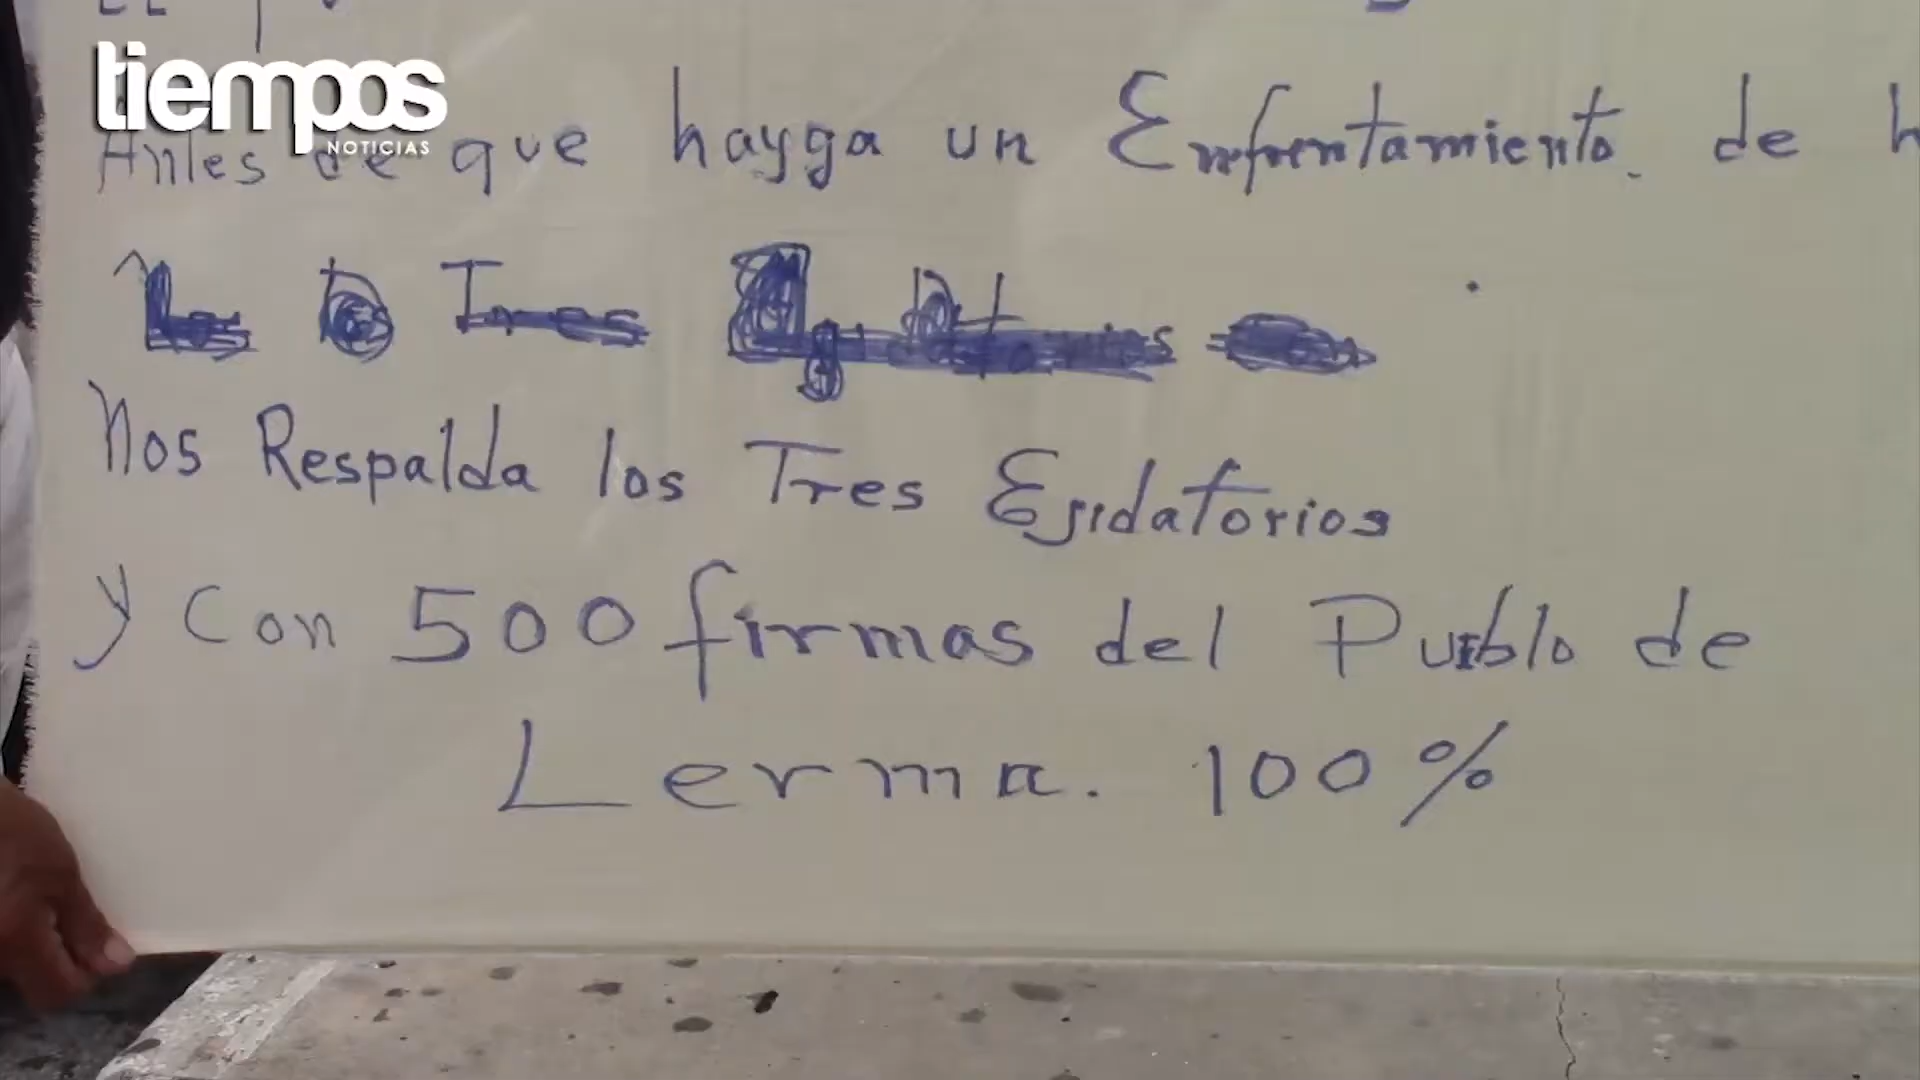 tiempos
NOTICIAS
Antes de que hayga un Enfrentamiento. de
Tres
Nos Respalda los Tres Ejidatorios
y Con 500 firmas del Pueblo de
Lerma. 100%